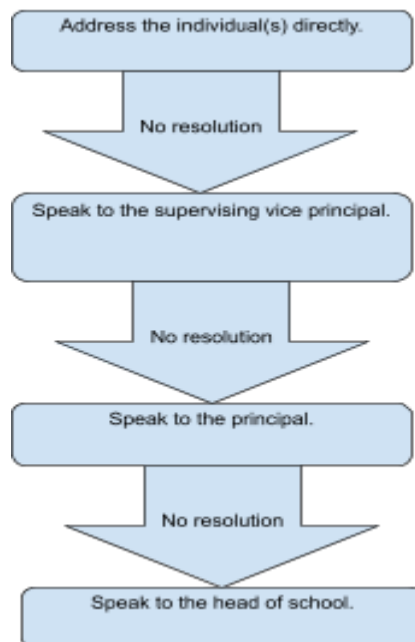 Address the individual(s) directly.
No resolution
Speak to the supervising vice principal.
No resolution
Speak to the principal.
No resolution
Speak to the head of school.